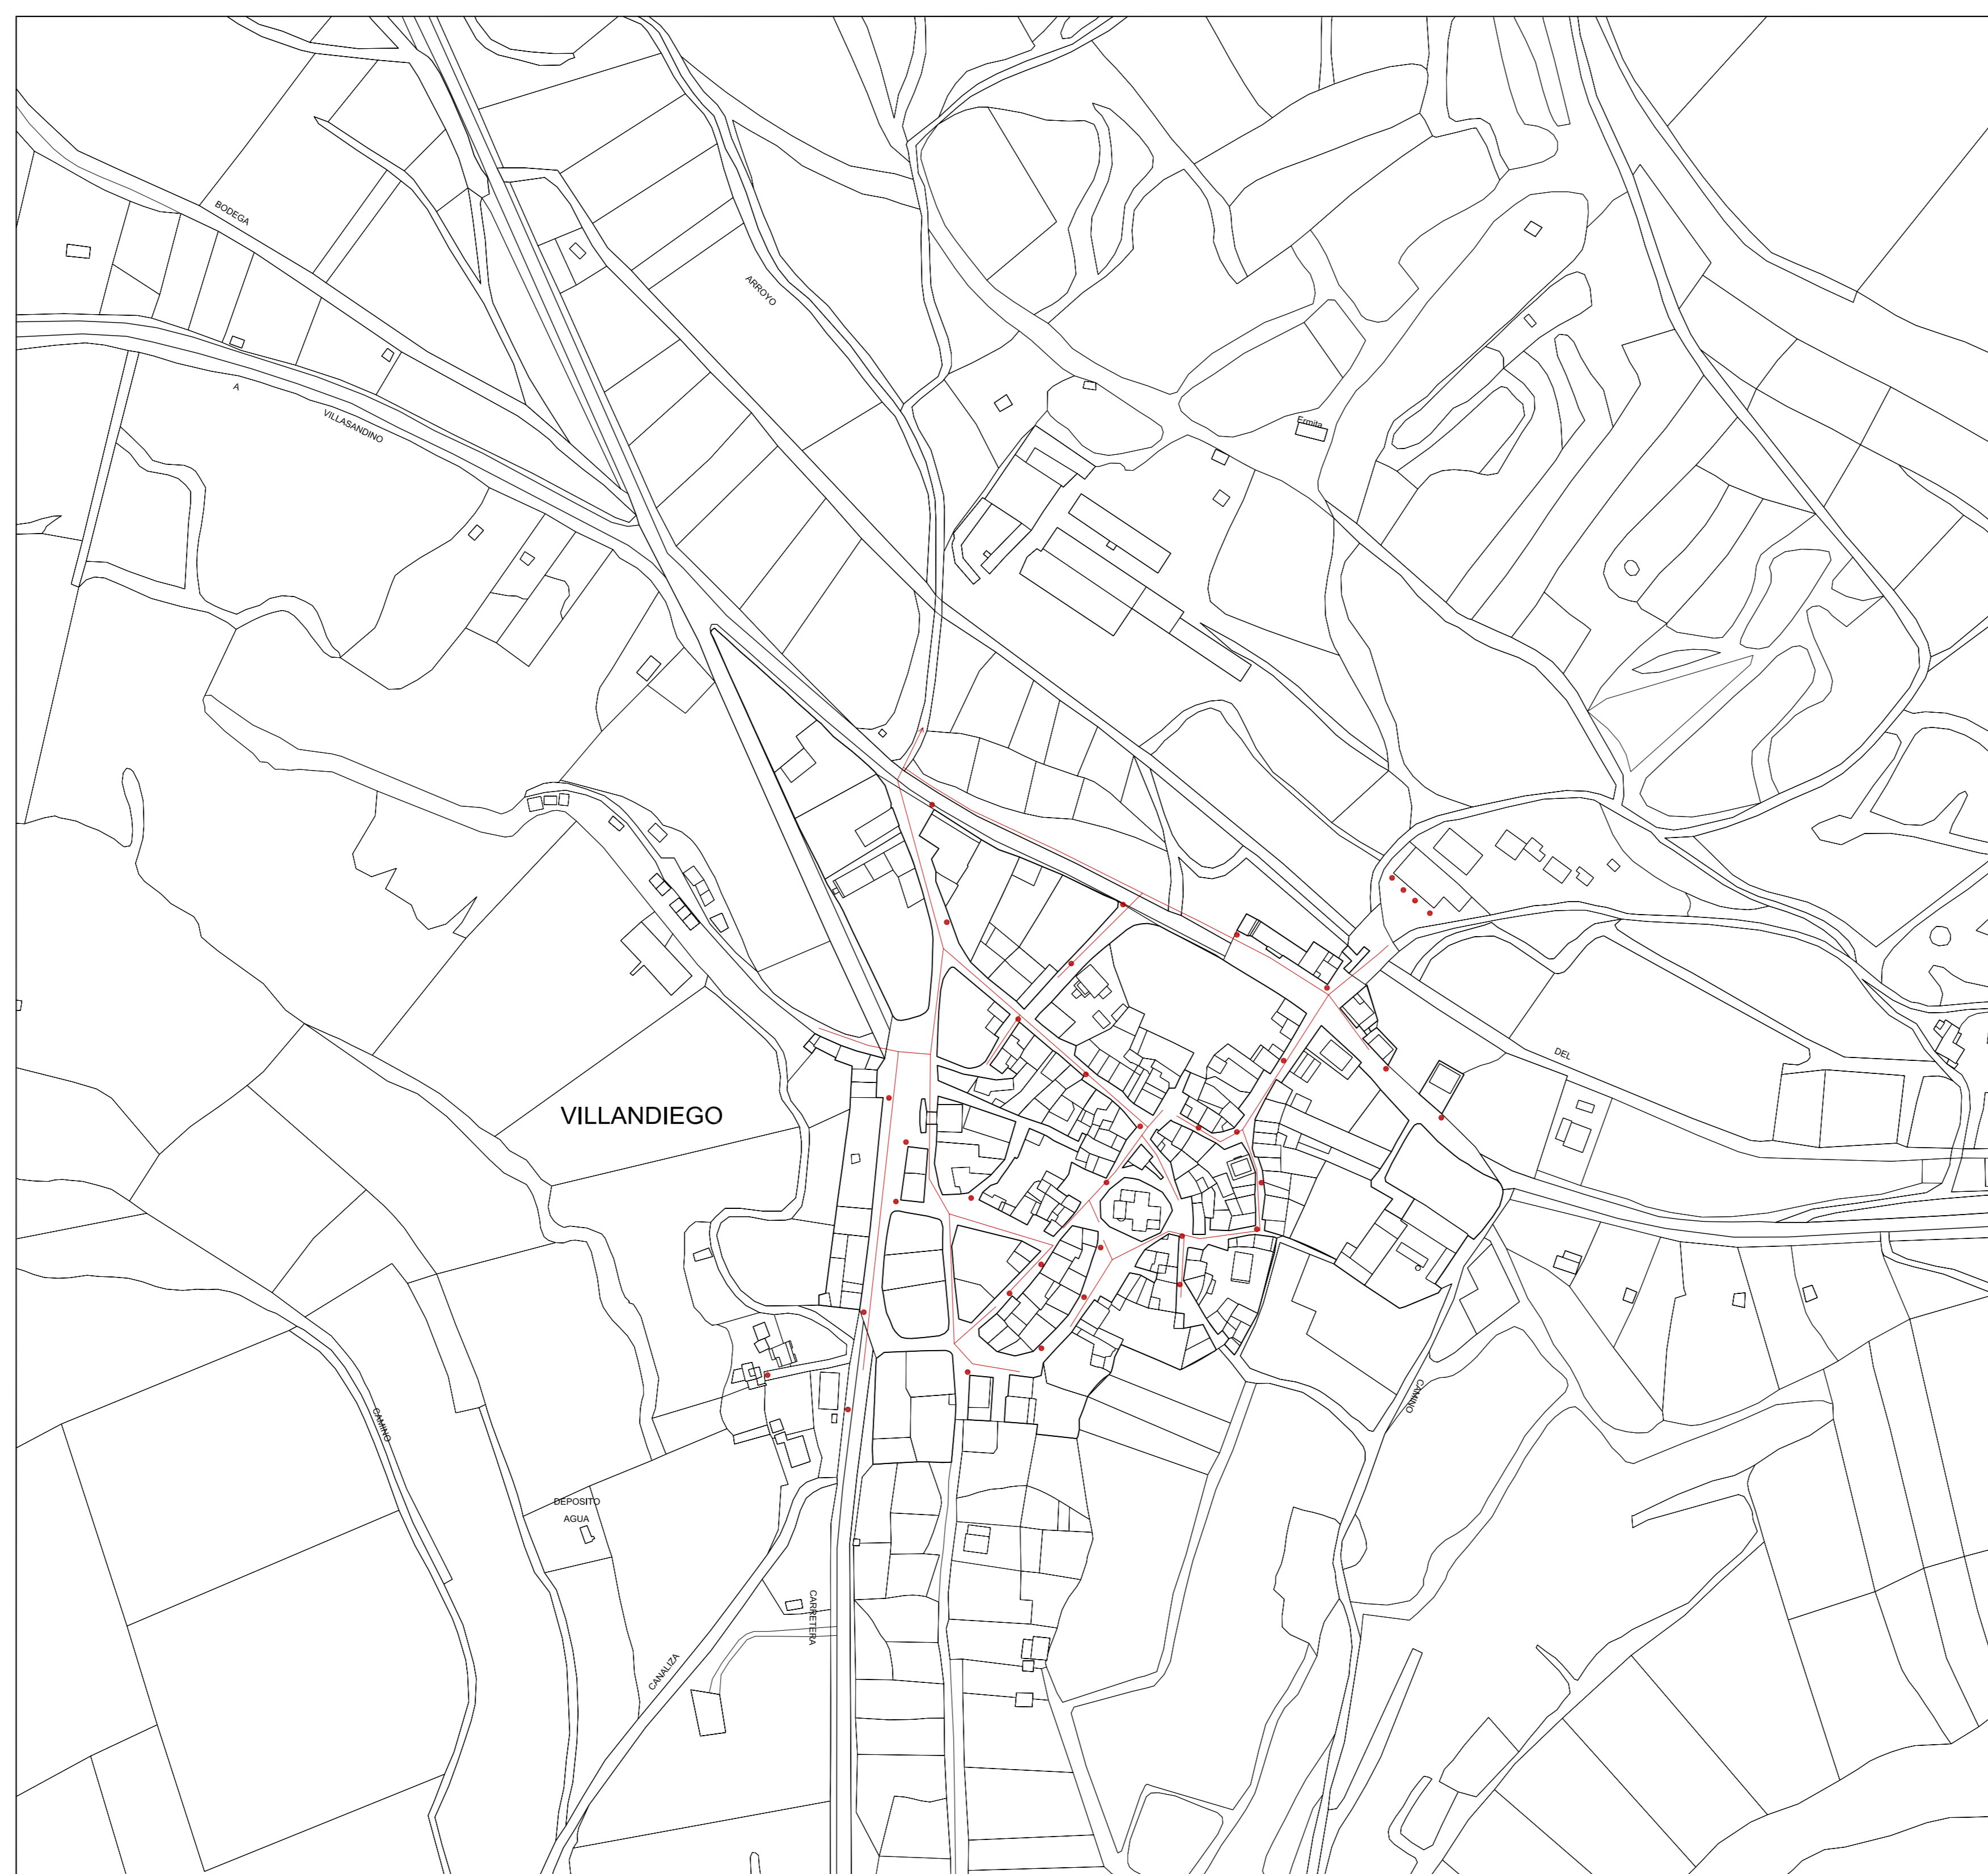 BODEGA
ARROYO
A
VILLASANDINO
Ermita
DEL
VILLANDIEGO
CAMINO
CAMINO
DEPOSITO
AGUA
CARRETERA
CANALIZA